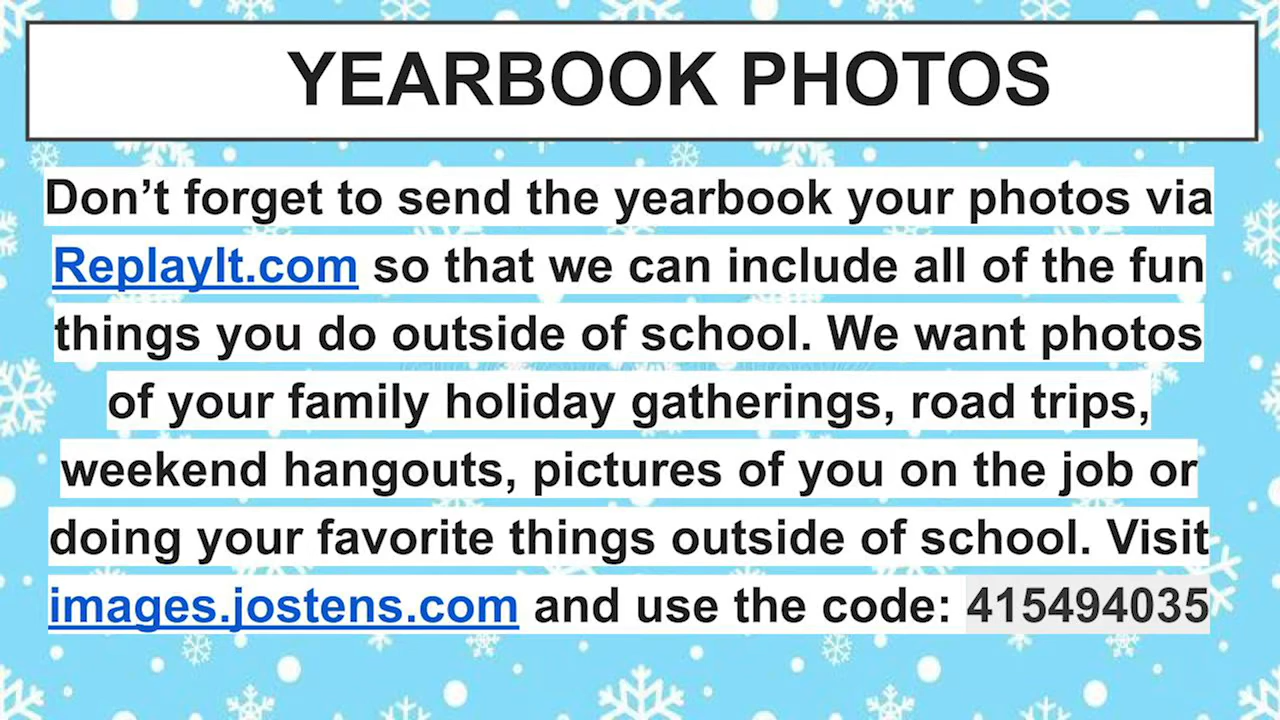 YEARBOOK PHOTOS
Don’t forget to send the yearbook your photos via
ReplayIt.com so that we can include all of the fun
things you do outside of school. We want photos
of your family holiday gatherings, road trips,
weekend hangouts, pictures of you on the job or
doing your favorite things outside of school. Visit
images.jostens.com and use the code: 415494035